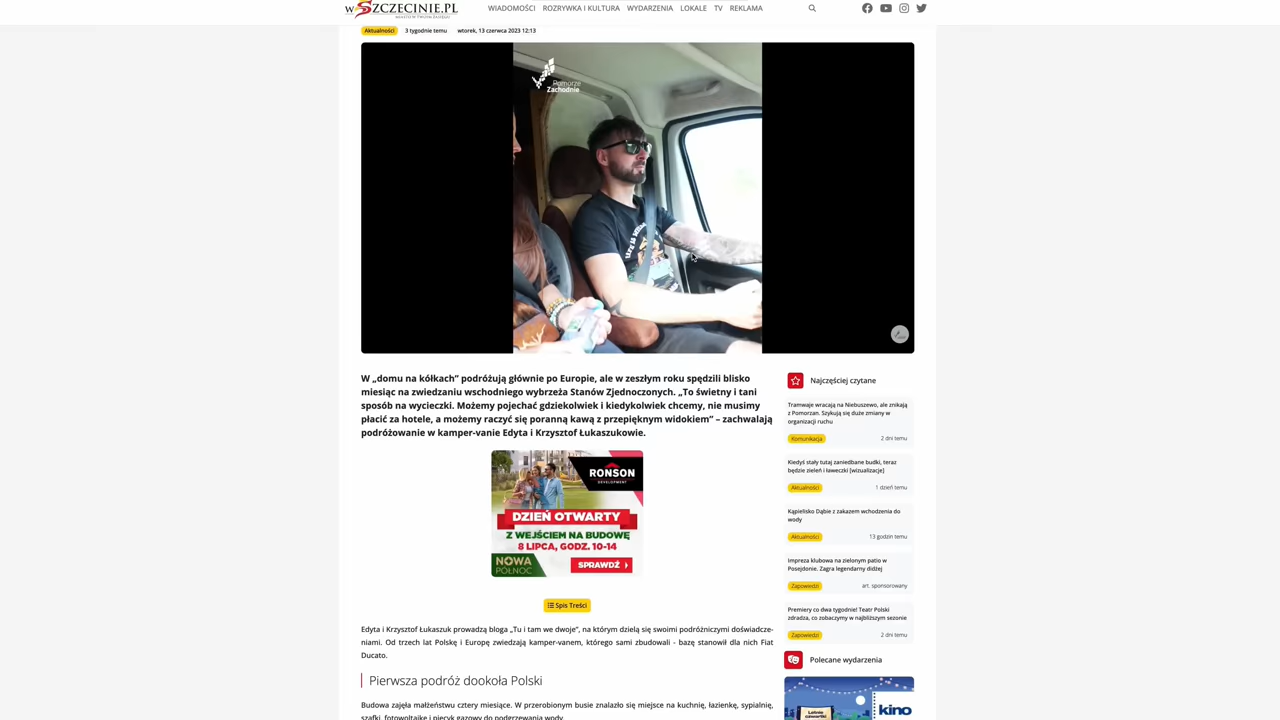 wSZCZECINIE.PL
WIADOMOŚCI ROZRYWKA I KULTURA WYDARZENIA LOKALE TV REKLAMA
Aktualności 3 tygodnie temu wtorek, 13 czerwca 2023 12:13
Pomorze
Zachodnie
W „domu na kółkach” podróżują głównie po Europie, ale w zeszłym roku spędzili blisko
miesiąc na zwiedzaniu wschodniego wybrzeża Stanów Zjednoczonych. „To świetny i tani
sposób na wycieczki. Możemy pojechać gdziekolwiek i kiedykolwiek chcemy, nie musimy
płacić za hotele, a możemy raczyć się poranną kawą z przepięknym widokiem” – zachwalają
podróżowanie w kamper-vanie Edyta i Krzysztof Łukaszukowie.
RONSON
DEVELOPMENT
DZIEŃ OTWARTY
Z WEJŚCIEM NA BUDOWĘ
8 LIPCA, GODZ. 10-14
NOWA
PÓŁNOC
SPRAWDŹ
Spis Treści
Edyta i Krzysztof Łukaszuk prowadzą bloga „Tu i tam we dwoje”, na którym dzielą się swoimi podróżniczymi doświadcze-
niami. Od trzech lat Polskę i Europę zwiedzają kamper-vanem, którego sami zbudowali - bazę stanowił dla nich Fiat
Ducato.
Pierwsza podróż dookoła Polski
Budowa zajęła małżeństwu cztery miesiące. W przerobionym busie znalazło się miejsce na kuchnię, łazienkę, sypialnię,
szafki, fotowoltaikę i piecyk gazowy do podgrzewania wody.
Najczęściej czytane
Tramwaje wracają na Niebuszewo, ale znikają
z Pomorzan. Szykują się duże zmiany w
organizacji ruchu
Komunikacja 2 dni temu
Kiedyś stały tutaj zaniedbane budki, teraz
będzie zieleń i ławeczki [wizualizacje]
Aktualności 1 dzień temu
Kąpielisko Dąbie z zakazem wchodzenia do
wody
Aktualności 13 godzin temu
Impreza klubowa na zielonym patio w
Posejdonie. Zagra legendarny didżej
Zapowiedzi art. sponsorowany
Premiery co dwa tygodnie! Teatr Polski
zdradza, co zobaczymy w najbliższym sezonie
Zapowiedzi 2 dni temu
Polecane wydarzenia
Letnie
czwartki
kino